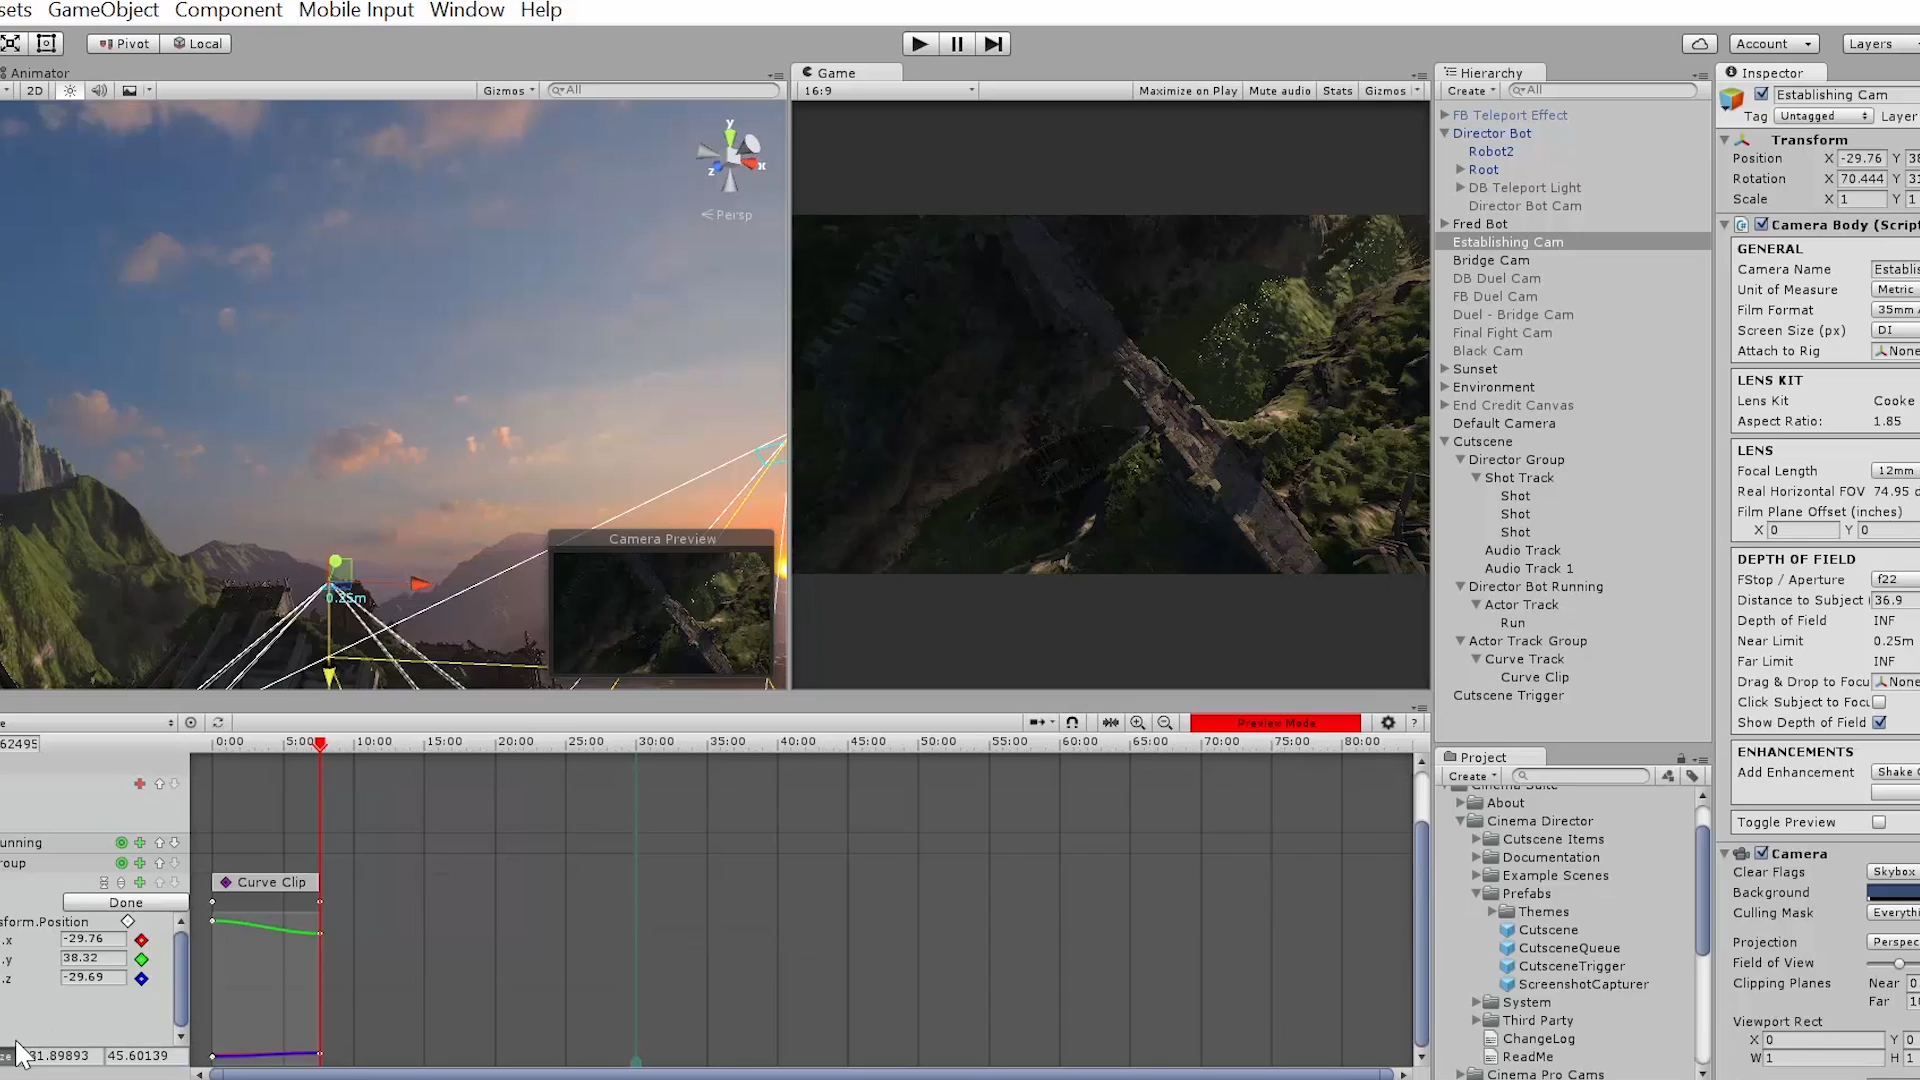 sets GameObject Component Mobile Input Window Help
Pivot Local Account Layers
Animator
2D Gizmos All
y
x
z
Persp
0.25m
Camera Preview
Game
16:9 Maximize on Play Mute audio Stats Gizmos
Hierarchy
Create All
FB Teleport Effect
Director Bot
Robot2
Root
DB Teleport Light
Director Bot Cam
Fred Bot
Establishing Cam
Bridge Cam
DB Duel Cam
FB Duel Cam
Duel - Bridge Cam
Final Fight Cam
Black Cam
Sunset
Environment
End Credit Canvas
Default Camera
Cutscene
Director Group
Shot Track
Shot
Shot
Shot
Audio Track
Audio Track 1
Director Bot Running
Actor Track
Run
Actor Track Group
Curve Track
Curve Clip
Cutscene Trigger
Inspector
Establishing Cam
Tag Untagged Layer
Transform
Position X -29.76 Y 38
Rotation X 70.444 Y 31
Scale X 1 Y 1
Camera Body (Script
GENERAL
Camera Name Establis
Unit of Measure Metric
Film Format 35mm
Screen Size (px) DI
Attach to Rig None
LENS KIT
Lens Kit Cooke
Aspect Ratio: 1.85
LENS
Focal Length 12mm
Real Horizontal FOV 74.95 d
Film Plane Offset (inches)
X 0 Y 0
DEPTH OF FIELD
FStop / Aperture f22
Distance to Subject ( 36.9
Depth of Field INF
Near Limit 0.25m
Far Limit INF
Drag & Drop to Focu None
Click Subject to Foc
Show Depth of Field
ENHANCEMENTS
Add Enhancement Shake
Toggle Preview
Camera
Clear Flags Skybox
Background
Culling Mask Everythi
Projection Perspec
Field of View
Clipping Planes Near 0
Far 10
Viewport Rect
X 0 Y 0
W 1 H 1
Project
Create
Cinema Suite
About
Cinema Director
Cutscene Items
Documentation
Example Scenes
Prefabs
Themes
Cutscene
CutsceneQueue
CutsceneTrigger
ScreenshotCapturer
System
Third Party
ChangeLog
ReadMe
Cinema Pro Cams
e Preview Mode ?
62495 0:00 5:00 10:00 15:00 20:00 25:00 30:00 35:00 40:00 45:00 50:00 55:00 60:00 65:00 70:00 75:00 80:00
unning
roup
Curve Clip
Done
sform.Position
.x -29.76
.y 38.32
.z -29.69
ze 31.89893 45.60139